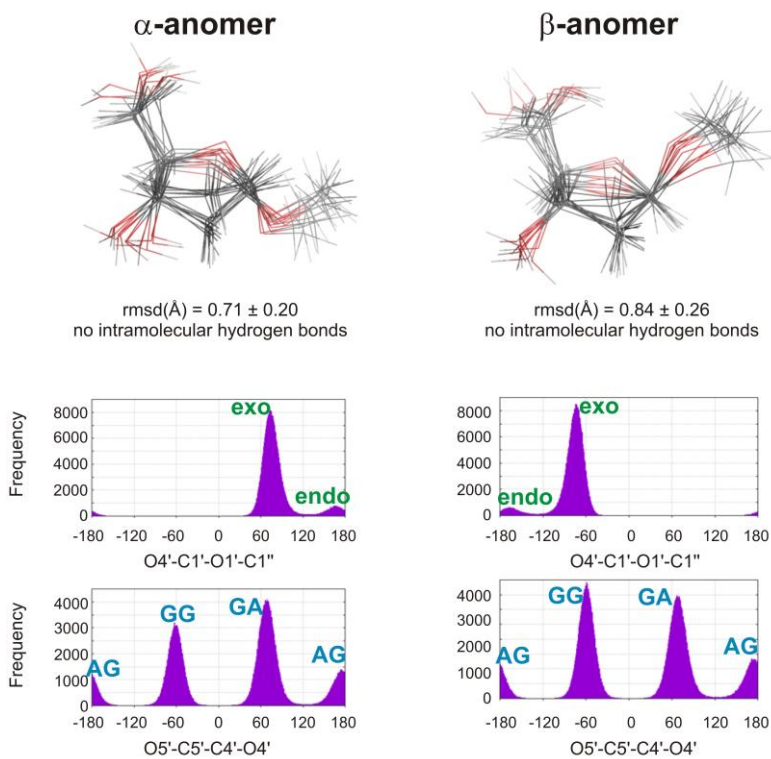 α-anomer
β-anomer
rmsd(Å) = 0.71 ± 0.20
no intramolecular hydrogen bonds
rmsd(Å) = 0.84 ± 0.26
no intramolecular hydrogen bonds
Frequency
8000
6000
4000
2000
0
exo
endo
-180 -120 -60 0 60 120 180
O4'-C1'-O1'-C1"
8000
6000
4000
2000
0
exo
endo
-180 -120 -60 0 60 120 180
O4'-C1'-O1'-C1"
Frequency
4000
3000
2000
1000
0
AG
GG
GA
AG
-180 -120 -60 0 60 120 180
O5'-C5'-C4'-O4'
4000
3000
2000
1000
0
AG
GG
GA
AG
-180 -120 -60 0 60 120 180
O5'-C5'-C4'-O4'